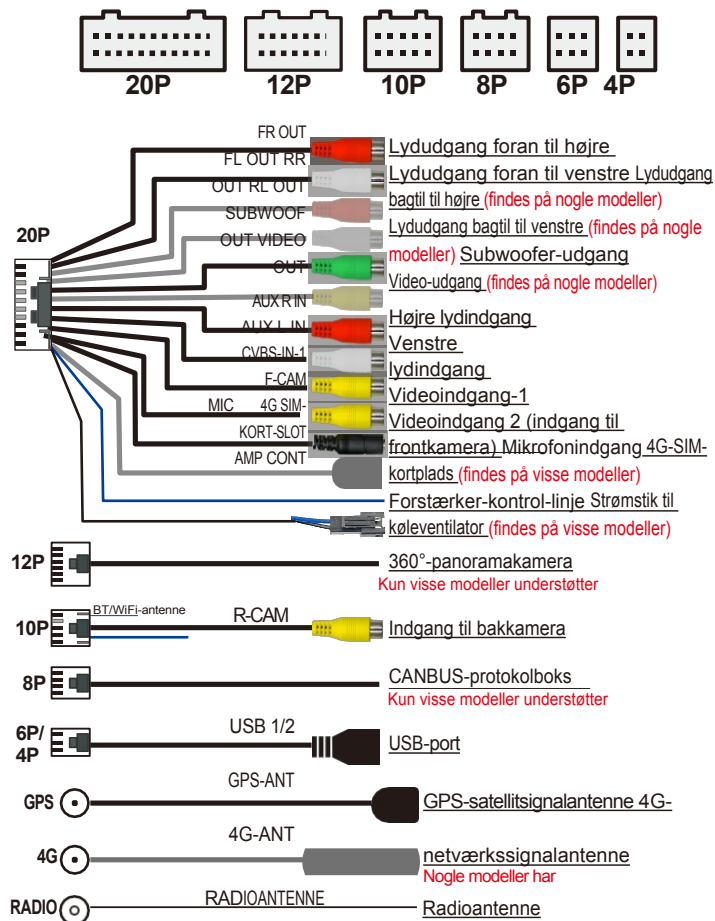 20P 12P 10P 8P 6P 4P
FR OUT
FL OUT RR
OUT RL OUT
SUBWOOF
OUT VIDEO
OUT
AUX R IN
AUX L IN
CVBS-IN-1
F-CAM
MIC 4G SIM-
KORT-SLOT
AMP CONT
20P
Lydudgang foran til højre
Lydudgang foran til venstre Lydudgang
bagtil til højre (findes på nogle modeller)
Lydudgang bagtil til venstre (findes på nogle
modeller) Subwoofer-udgang
Video-udgang (findes på nogle modeller)
Højre lydindgang
Venstre
lydindgang
Videoindgang-1
Videoindgang 2 (indgang til
frontkamera) Mikrofonindgang 4G-SIM-
kortplads (findes på visse modeller)
Forstærker-kontrol-linje Strømstik til
køleventilator (findes på visse modeller)
12P
360°-panoramakamera
Kun visse modeller understøtter
10P
BT/WiFi-antenne
R-CAM
Indgang til bakkamera
8P
CANBUS-protokolboks
Kun visse modeller understøtter
6P/
4P
USB 1/2
USB-port
GPS
GPS-ANT
GPS-satellitsignalantenne 4G-
4G
4G-ANT
netværkssignalantenne
Nogle modeller har
RADIO
RADIOANTENNE
Radioantenne